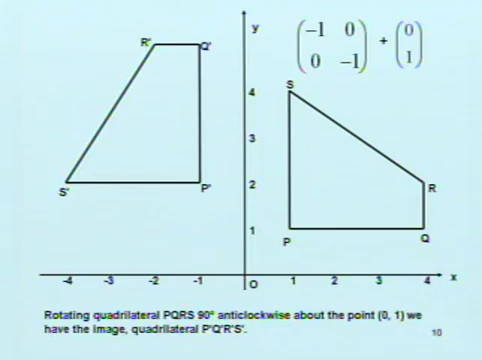 y
(-1 0
0 -1) + (0
1)
R' Q'
S
4
3
S' P' 2 R
1
P Q
-4 -3 -2 -1 O 1 2 3 4 x
Rotating quadrilateral PQRS 90° anticlockwise about the point (0, 1) we
have the image, quadrilateral P'Q'R'S'.
10